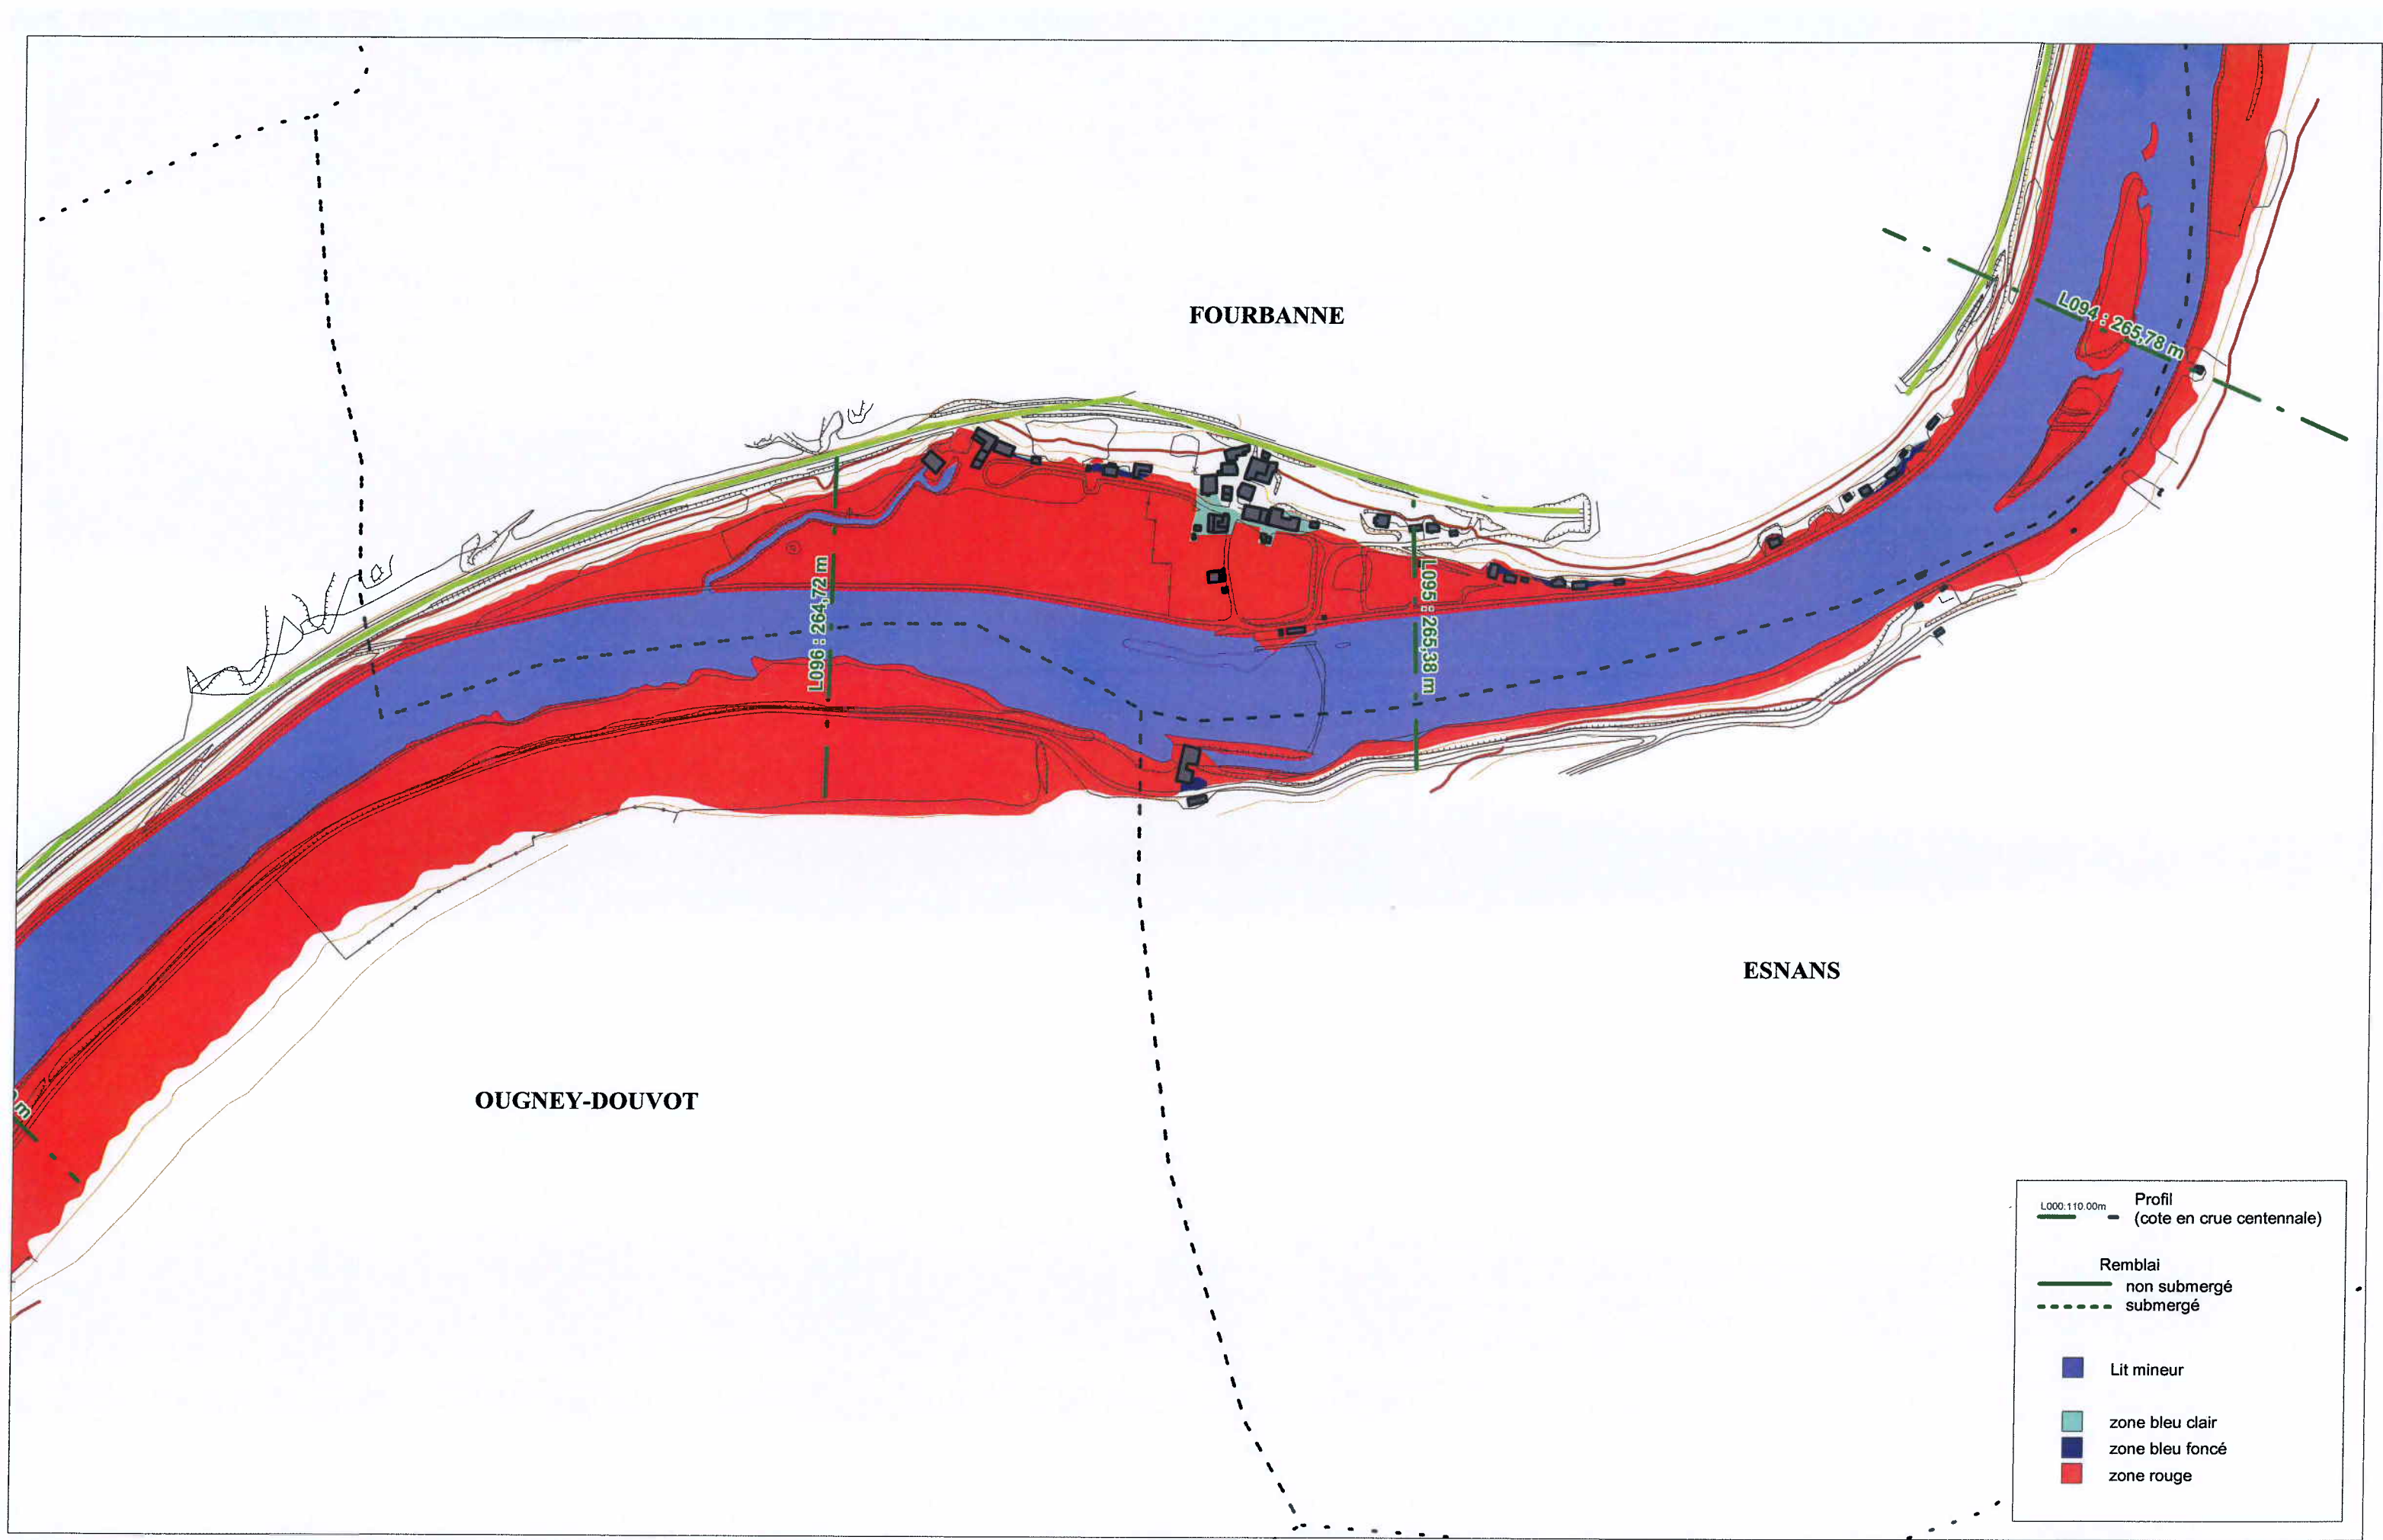 FOURBANNE
L094 : 265,78 m
L096 : 264,72 m
L095 : 265,38 m
ESNANS
OUGNEY-DOUVOT
m
L000:110.00m
Profil
(cote en crue centennale)
Remblai
non submergé
submergé
Lit mineur
zone bleu clair
zone bleu foncé
zone rouge